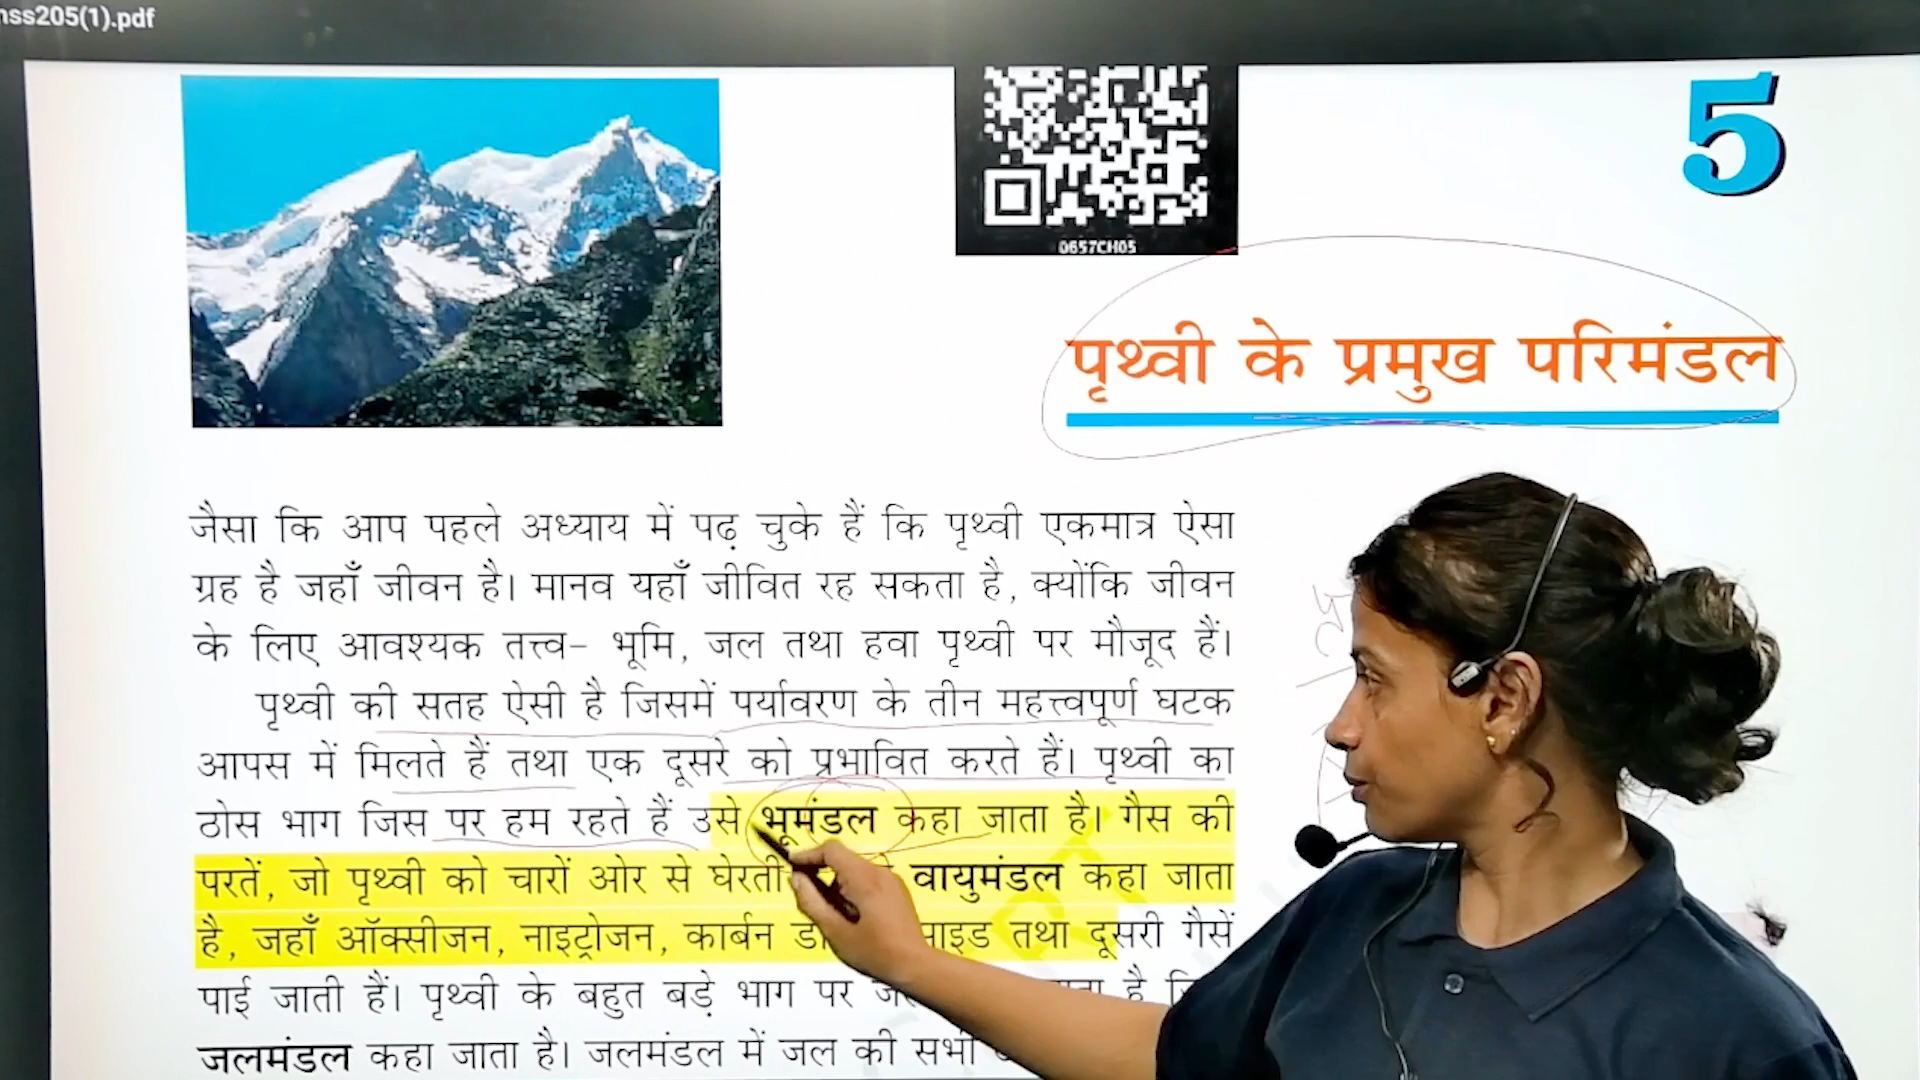 nss205(1).pdf
0657CH05
5
पृथ्वी के प्रमुख परिमंडल
जैसा कि आप पहले अध्याय में पढ़ चुके हैं कि पृथ्वी एकमात्र ऐसा
ग्रह है जहाँ जीवन है। मानव यहाँ जीवित रह सकता है, क्योंकि जीवन
के लिए आवश्यक तत्त्व- भूमि, जल तथा हवा पृथ्वी पर मौजूद हैं।
पृथ्वी की सतह ऐसी है जिसमें पर्यावरण के तीन महत्त्वपूर्ण घटक
आपस में मिलते हैं तथा एक दूसरे को प्रभावित करते हैं। पृथ्वी का
ठोस भाग जिस पर हम रहते हैं उसे भूमंडल कहा जाता है। गैस की
परतें, जो पृथ्वी को चारों ओर से घेरती वायुमंडल कहा जाता
है, जहाँ ऑक्सीजन, नाइट्रोजन, कार्बन तथा दूसरी गैसें
पाई जाती हैं। पृथ्वी के बहुत बड़े भाग पर है
जलमंडल कहा जाता है। जलमंडल में जल की सभी